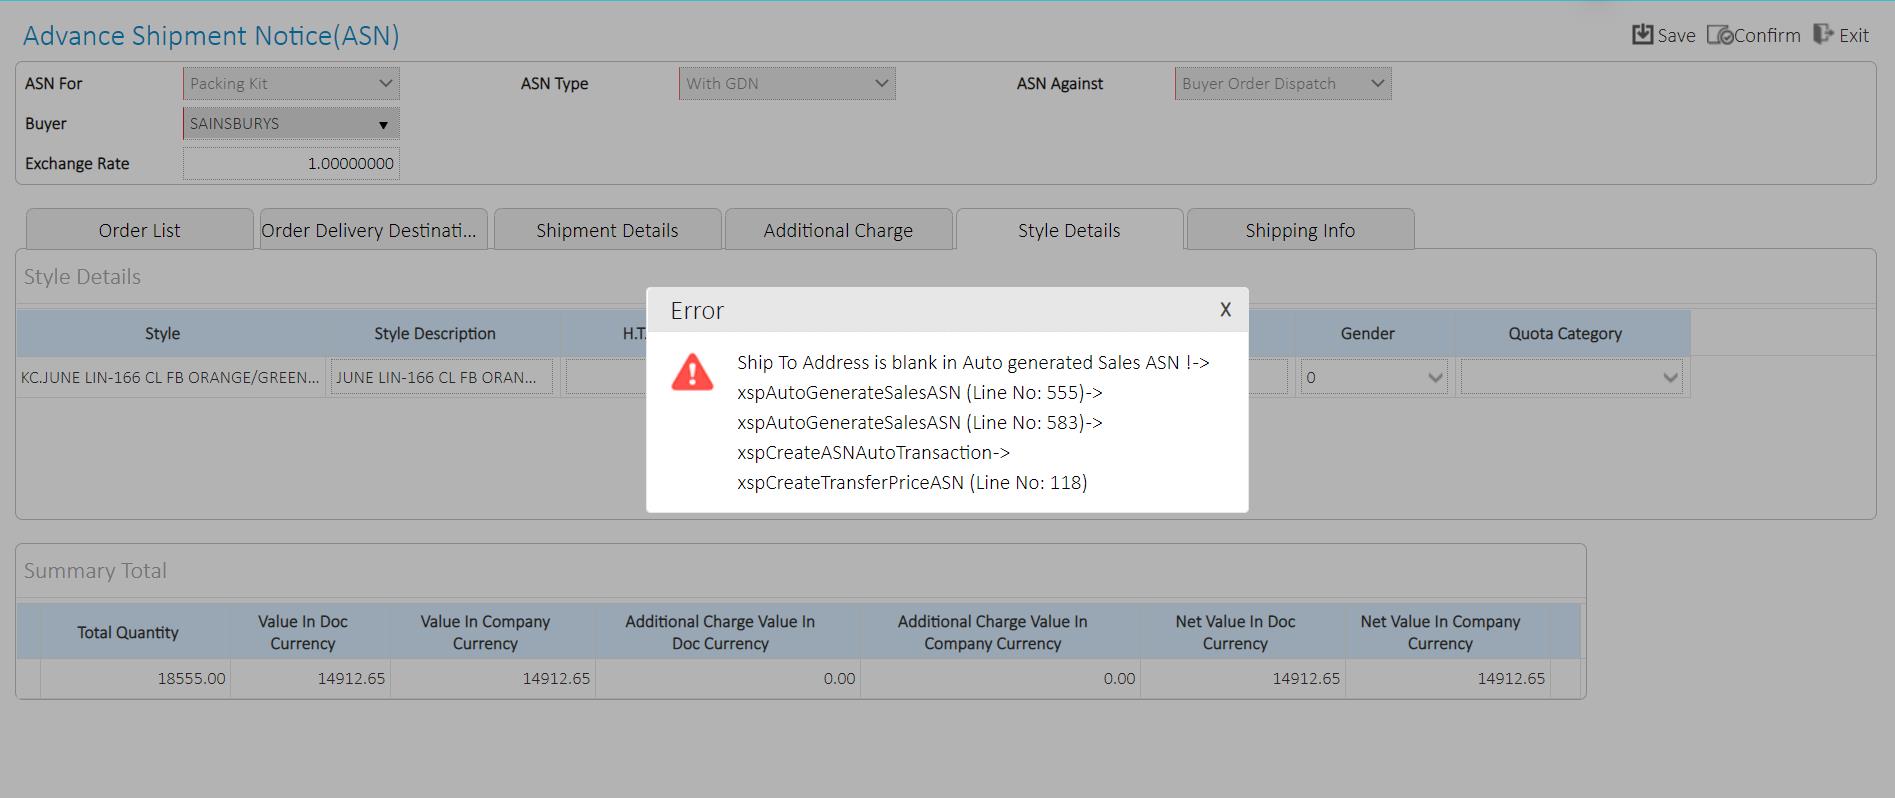 Advance Shipment Notice(ASN)
Save Confirm Exit
ASN For Packing Kit ASN Type With GDN ASN Against Buyer Order Dispatch
Buyer SAINSBURYS
Exchange Rate 1.00000000
Order List Order Delivery Destinati... Shipment Details Additional Charge Style Details Shipping Info
Style Details
Style Style Description H.T. Gender Quota Category
KC.JUNE LIN-166 CL FB ORANGE/GREEN... JUNE LIN-166 CL FB ORAN... 0
Error X
Ship To Address is blank in Auto generated Sales ASN !->
xspAutoGenerateSalesASN (Line No: 555)->
xspAutoGenerateSalesASN (Line No: 583)->
xspCreateASNAutoTransaction->
xspCreateTransferPriceASN (Line No: 118)
Summary Total
Total Quantity Value In Doc Currency Value In Company Currency Additional Charge Value In Doc Currency Additional Charge Value In Company Currency Net Value In Doc Currency Net Value In Company Currency
18555.00 14912.65 14912.65 0.00 0.00 14912.65 14912.65